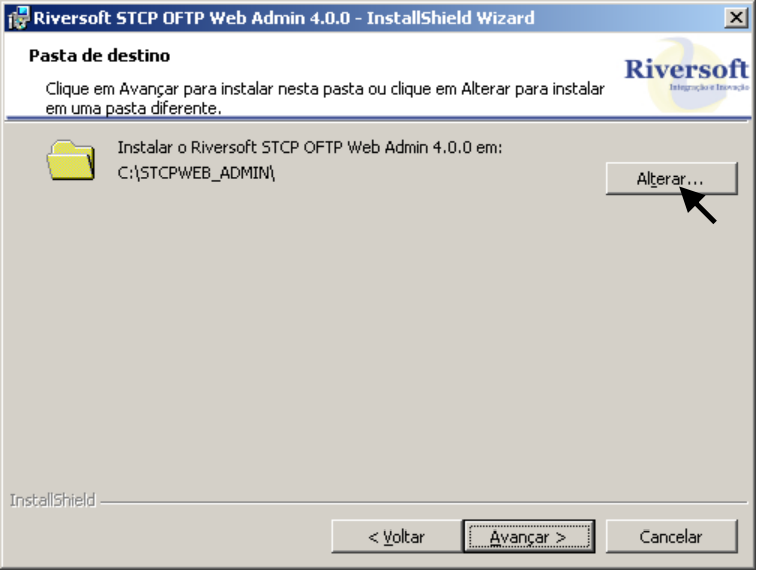 Riversoft STCP OFTP Web Admin 4.0.0 - InstallShield Wizard
Pasta de destino
Clique em Avançar para instalar nesta pasta ou clique em Alterar para instalar
em uma pasta diferente.
Riversoft
Integração e Inovação
Instalar o Riversoft STCP OFTP Web Admin 4.0.0 em:
C:\STCPWEB_ADMIN\
Alterar...
InstallShield
< Voltar
Avançar >
Cancelar